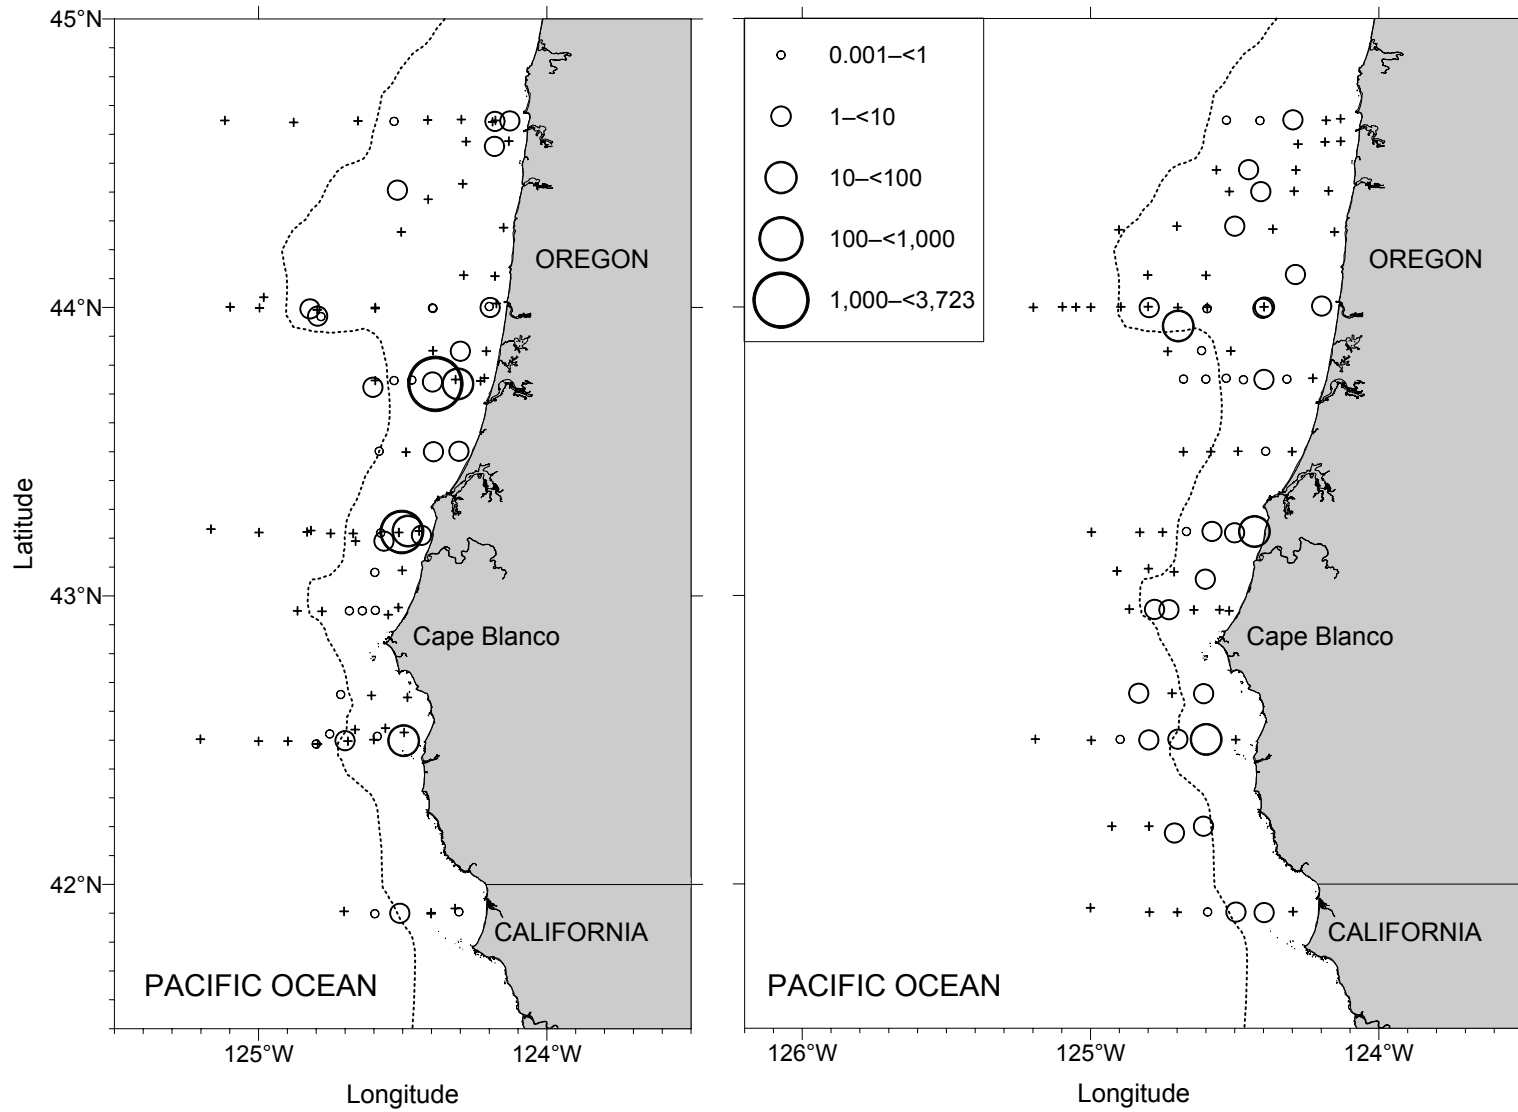 45°N
44°N
43°N
42°N
Latitude
OREGON
Cape Blanco
CALIFORNIA
PACIFIC OCEAN
125°W
124°W
Longitude
0.001–<1
1–<10
10–<100
100–<1,000
1,000–<3,723
OREGON
Cape Blanco
CALIFORNIA
PACIFIC OCEAN
126°W
125°W
124°W
Longitude